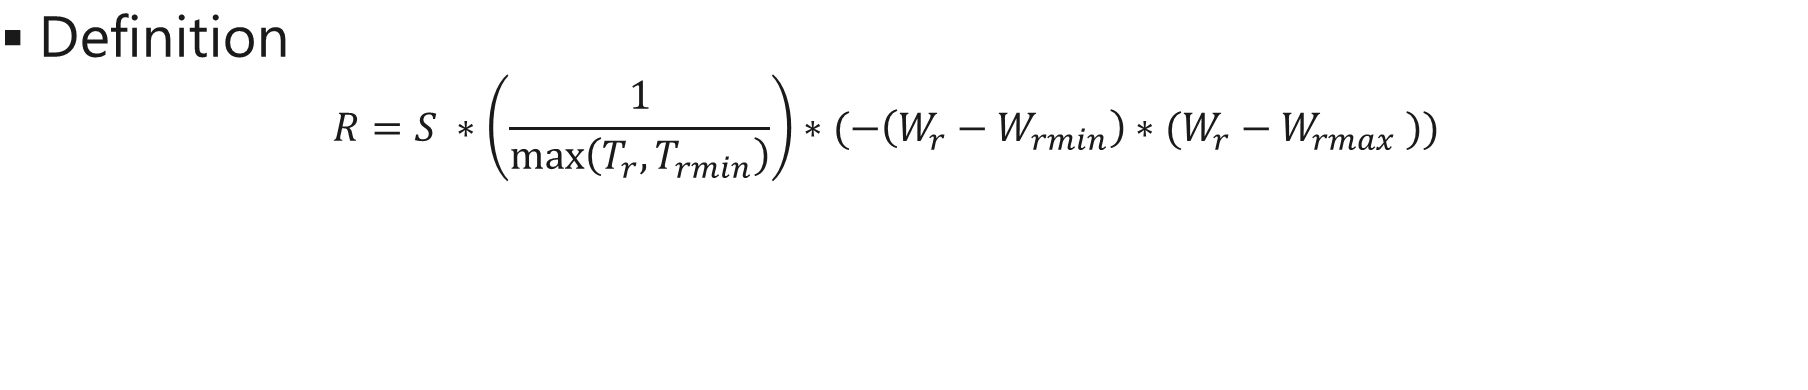 ▪ Definition
R = S * (1 / max(T_r, T_rmin)) * (−(W_r − W_rmin) * (W_r − W_rmax))